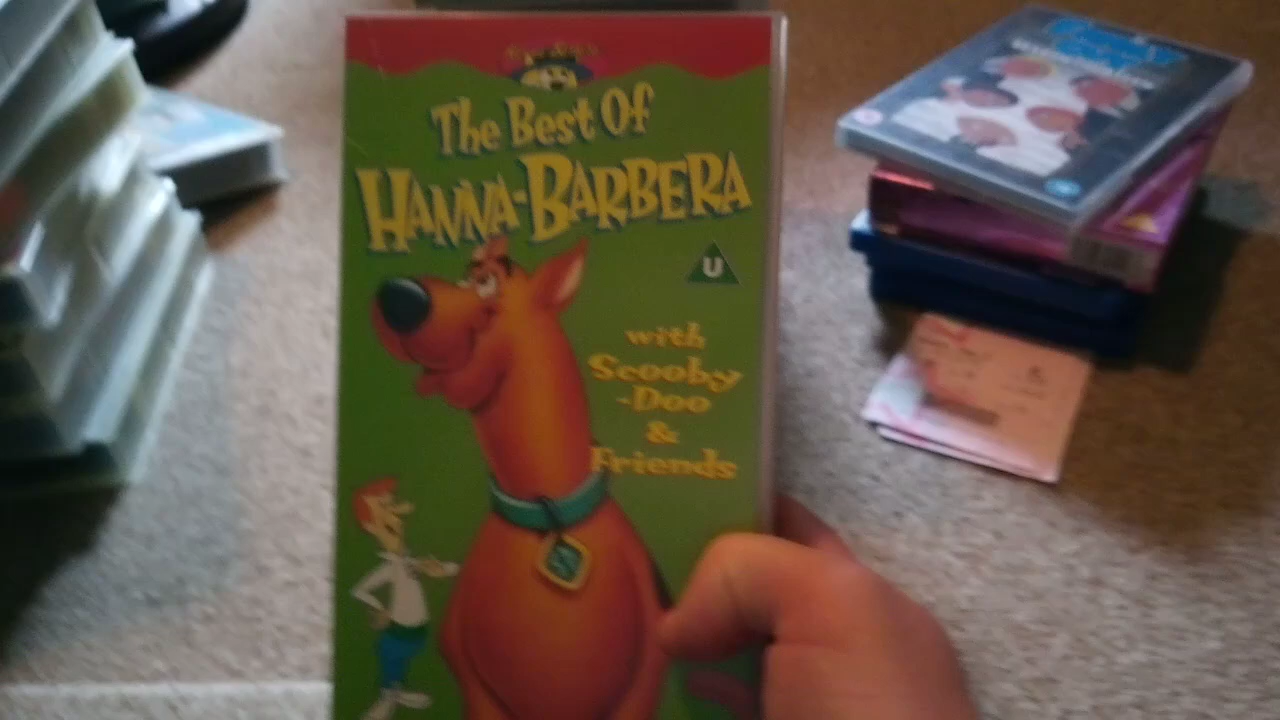 The Best Of
HANNA-BARBERA
U
with
Scooby
-Doo
&
Friends